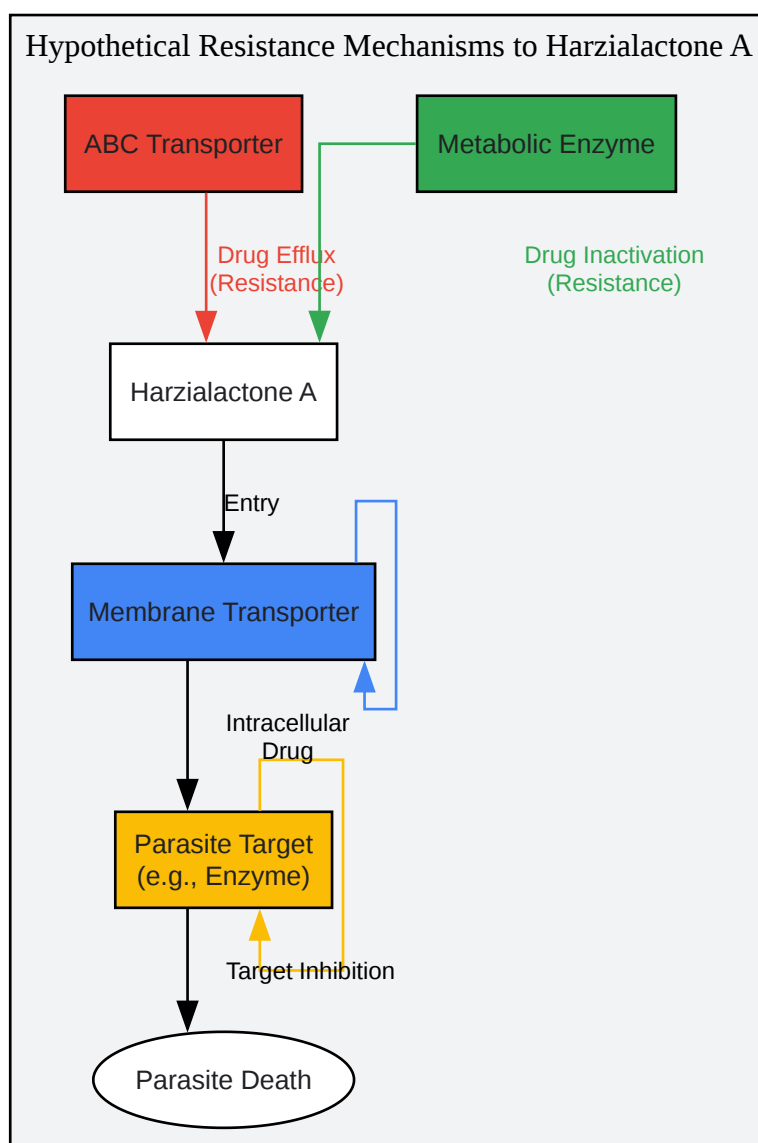 Hypothetical Resistance Mechanisms to Harzialactone A
ABC Transporter
Metabolic Enzyme
Drug Efflux
(Resistance)
Drug Inactivation
(Resistance)
Harzialactone A
Entry
Membrane Transporter
Intracellular
Drug
Parasite Target
(e.g., Enzyme)
Target Inhibition
Parasite Death